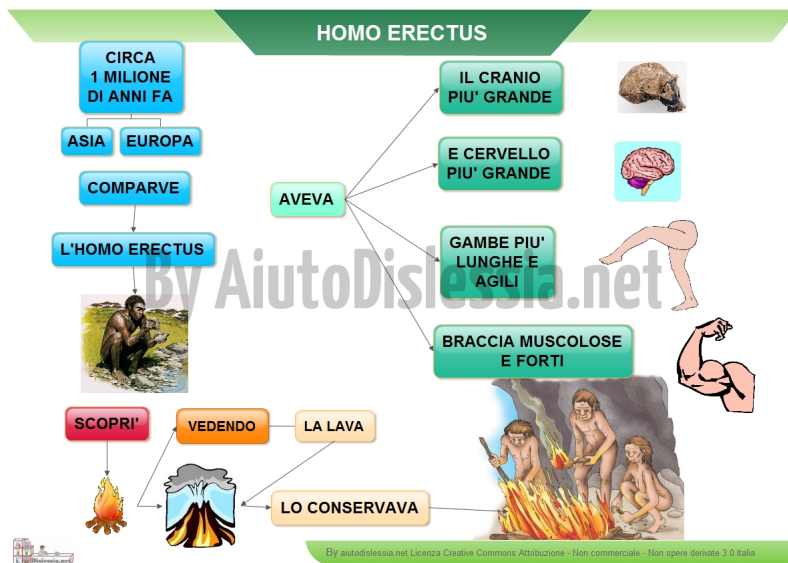 HOMO ERECTUS
CIRCA
1 MILIONE
DI ANNI FA
ASIA
EUROPA
COMPARVE
L'HOMO ERECTUS
AVEVA
IL CRANIO
PIU' GRANDE
E CERVELLO
PIU' GRANDE
GAMBE PIU'
LUNGHE E
AGILI
BRACCIA MUSCOLOSE
E FORTI
By AiutoDislessia.net
SCOPRI'
VEDENDO
LA LAVA
LO CONSERVAVA
By aiutodislessia.net Licenza Creative Commons Attribuzione - Non commerciale - Non opere derivate 3.0 Italia